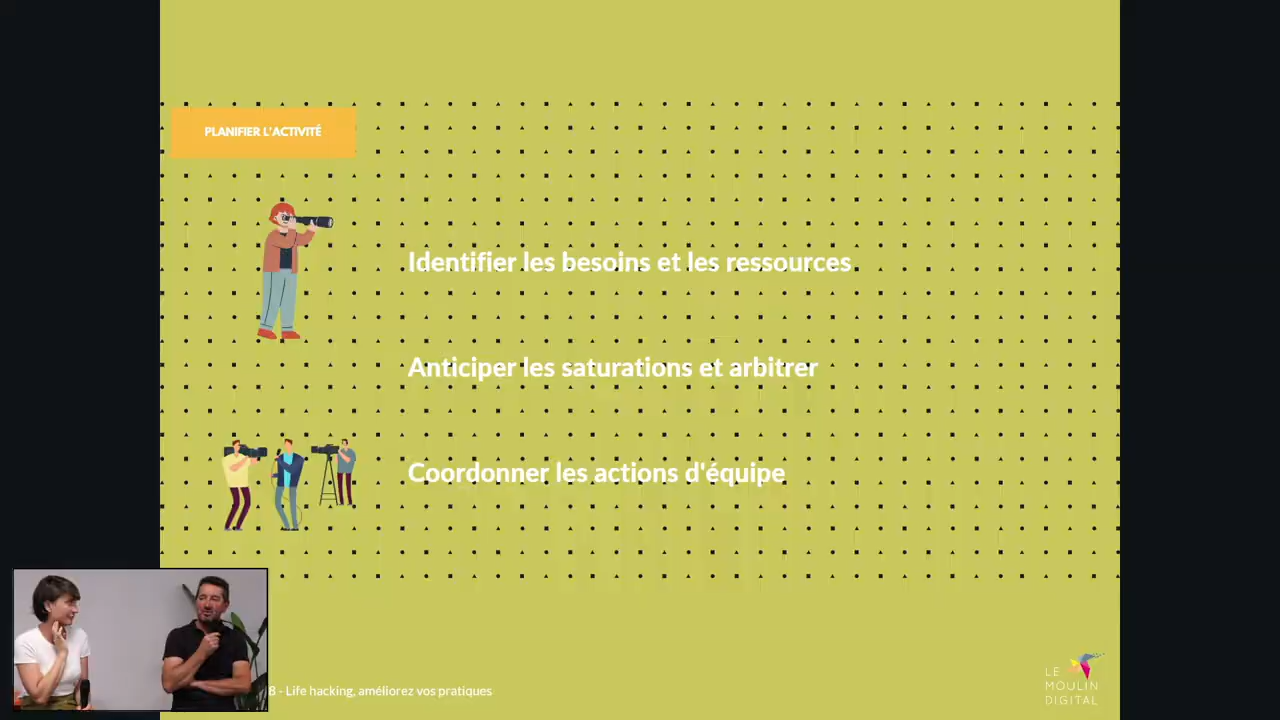 PLANIFIER L'ACTIVITÉ
Identifier les besoins et les ressources
Anticiper les saturations et arbitrer
Coordonner les actions d'équipe
8 - Life hacking, améliorez vos pratiques
LE
MOULIN
DIGITAL